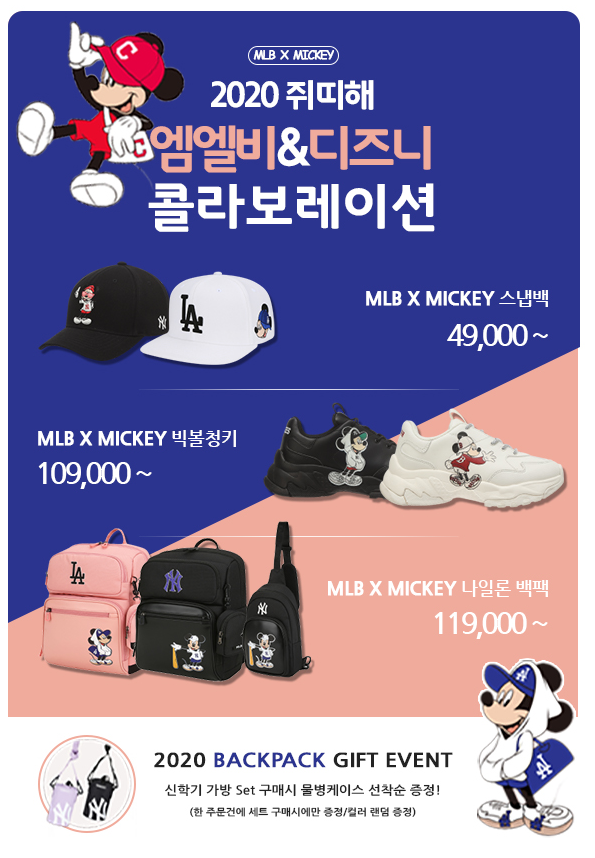 MLB X MICKEY
2020 쥐띠해
엠엘비&디즈니
콜라보레이션
MLB X MICKEY 스냅백
49,000 ~
MLB X MICKEY 빅볼청키
109,000 ~
MLB X MICKEY 나일론 백팩
119,000 ~
2020 BACKPACK GIFT EVENT
신학기 가방 Set 구매시 물병케이스 선착순 증정!
(한 주문건에 세트 구매시에만 증정/컬러 랜덤 증정)